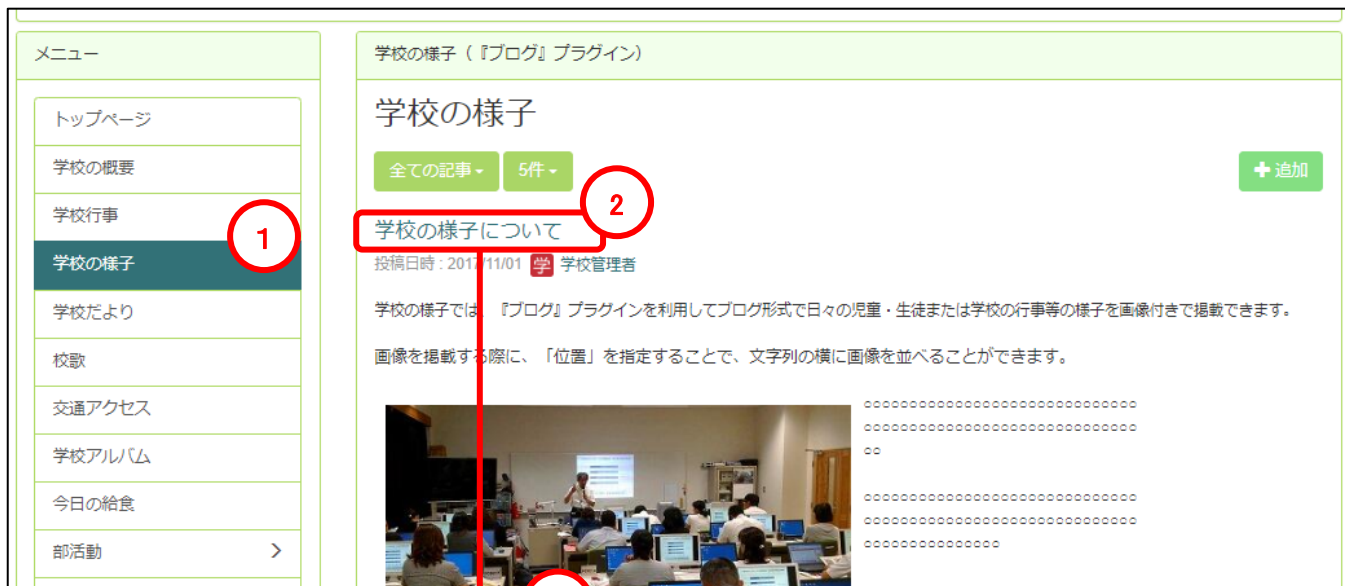 メニュー
トップページ
学校の概要
学校行事
1
学校の様子
学校だより
校歌
交通アクセス
学校アルバム
今日の給食
部活動
学校の様子(『ブログ』プラグイン)
学校の様子
全ての記事 5件
追加
2
学校の様子について
投稿日時 : 2017/11/01 学 学校管理者
学校の様子では、『ブログ』プラグインを利用してブログ形式で日々の児童・生徒または学校の行事等の様子を画像付きで掲載できます。
画像を掲載する際に、「位置」を指定することで、文字列の横に画像を並べることができます。
○○○○○○○○○○○○○○○○○○○○○○○○○○○○○○
○○○○○○○○○○○○○○○○○○○○○○○○○○○○○○
○○
○○○○○○○○○○○○○○○○○○○○○○○○○○○○○○
○○○○○○○○○○○○○○○○○○○○○○○○○○○○○○
○○○○○○○○○○○○○○○